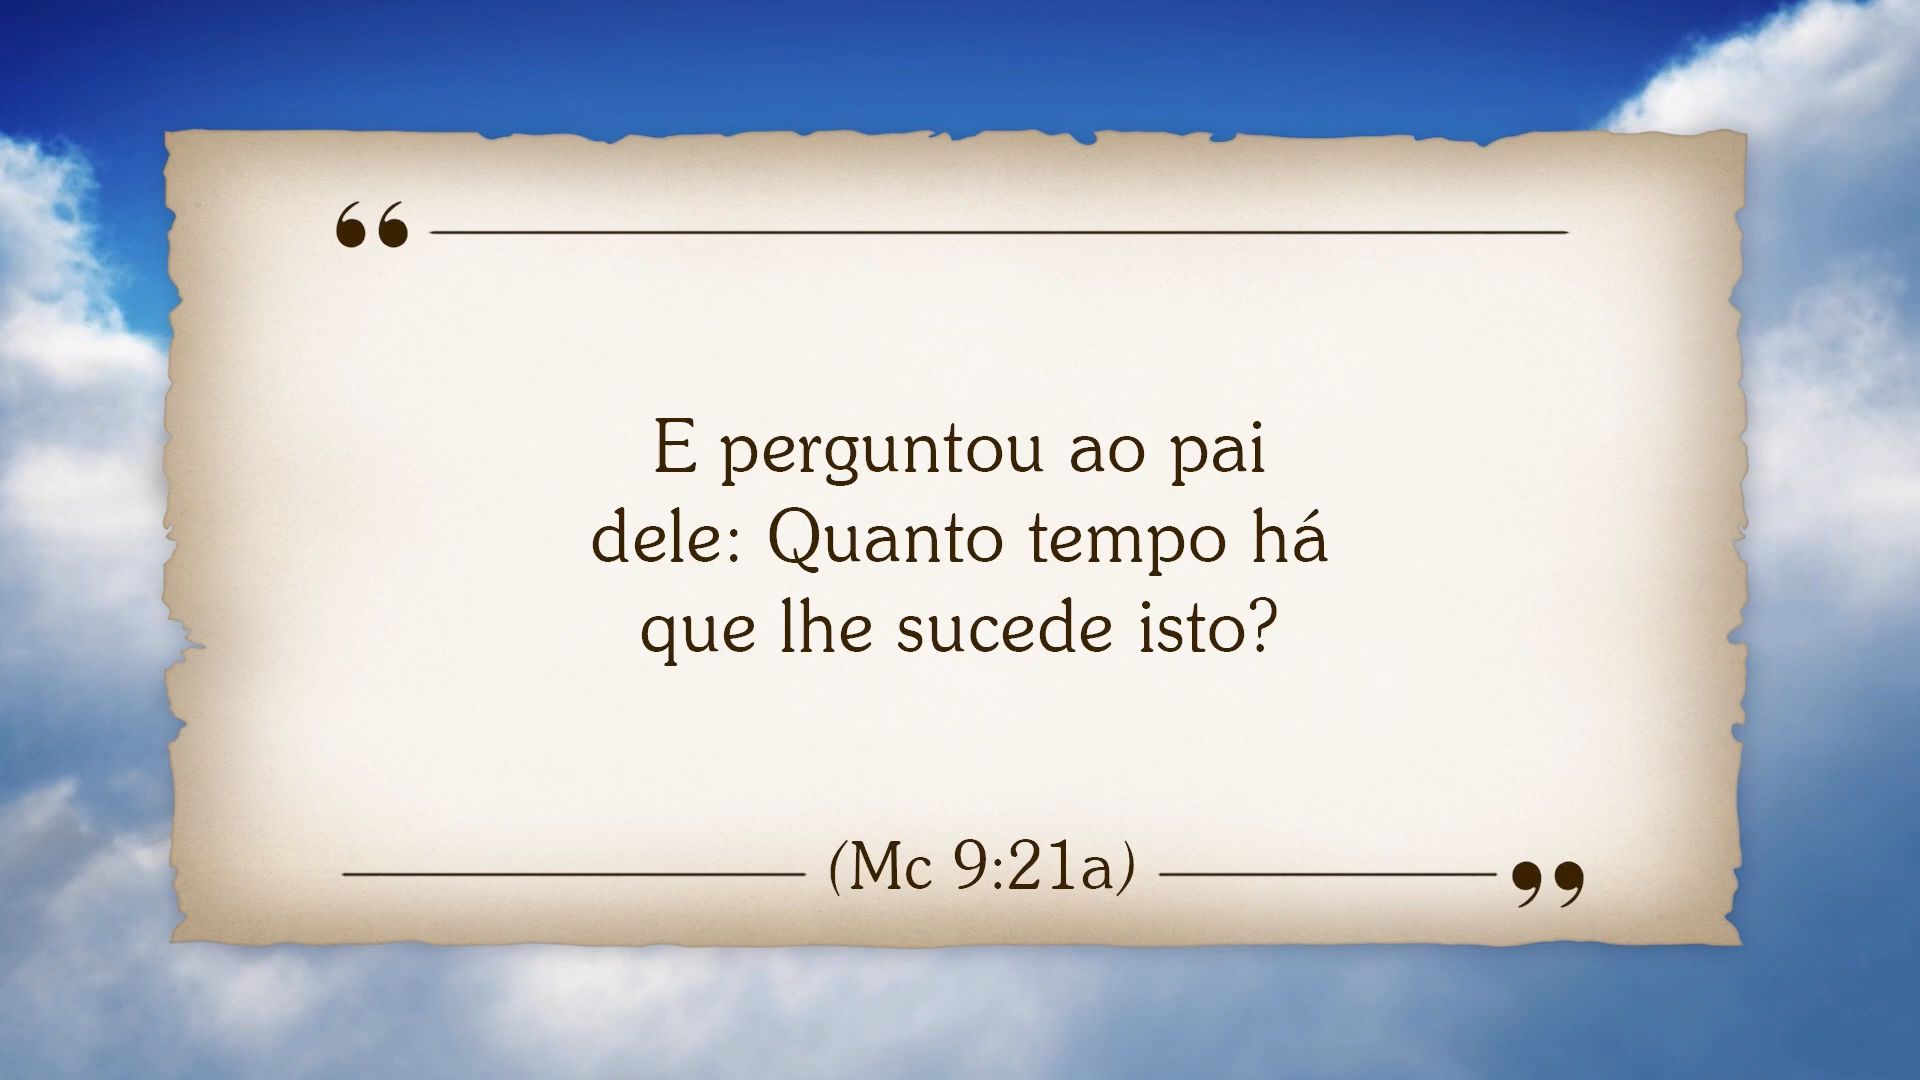 “
E perguntou ao pai
dele: Quanto tempo há
que lhe sucede isto?
(Mc 9:21a)
”